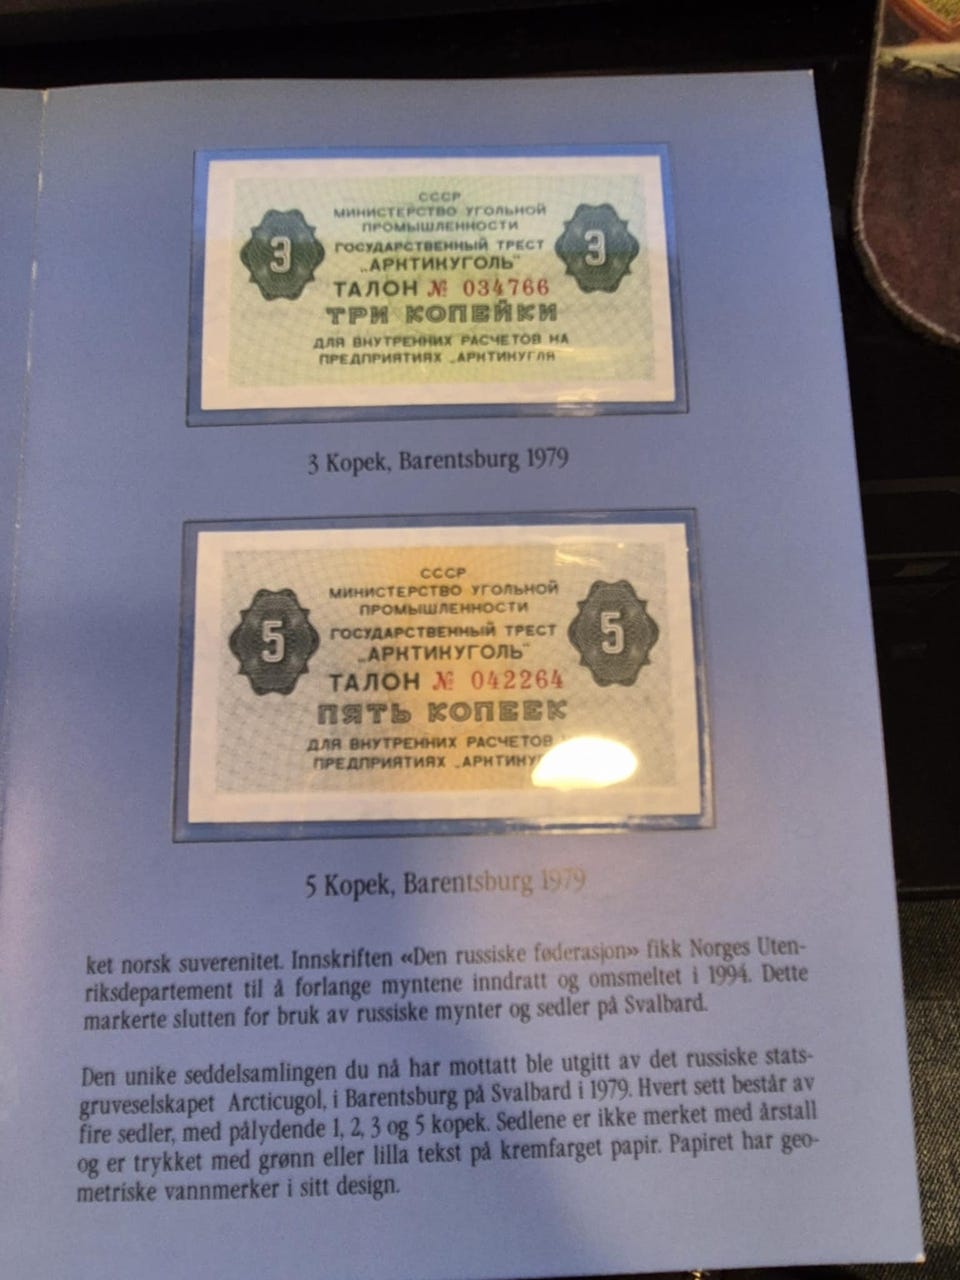 3
3
СССР
МИНИСТЕРСТВО УГОЛЬНОЙ
ПРОМЫШЛЕННОСТИ
ГОСУДАРСТВЕННЫЙ ТРЕСТ
„АРКТИКУГОЛЬ"
ТАЛОН № 034766
ТРИ КОПЕЙКИ
ДЛЯ ВНУТРЕННИХ РАСЧЕТОВ НА
ПРЕДПРИЯТИЯХ „АРКТИКУГЛЯ
3 Kopek, Barentsburg 1979
5
5
СССР
МИНИСТЕРСТВО УГОЛЬНОЙ
ПРОМЫШЛЕННОСТИ
ГОСУДАРСТВЕННЫЙ ТРЕСТ
„АРКТИКУГОЛЬ"
ТАЛОН № 042264
ПЯТЬ КОПЕЕК
ДЛЯ ВНУТРЕННИХ РАСЧЕТОВ
ПРЕДПРИЯТИЯХ
5 Kopek, Barentsburg 1979
ket norsk suverenitet. Innskriften «Den russiske føderasjon» fikk Norges Uten-
riksdepartement til å forlange myntene inndratt og omsmeltet i 1994. Dette
markerte slutten for bruk av russiske mynter og sedler på Svalbard.
Den unike seddelsamlingen du nå har mottatt ble utgitt av det russiske stats-
gruveselskapet Arcticugol, i Barentsburg på Svalbard i 1979. Hvert sett består av
fire sedler, med pålydende 1, 2, 3 og 5 kopek. Sedlene er ikke merket med årstall
og er trykket med grønn eller lilla tekst på kremfarget papir. Papiret har geo-
metriske vannmerker i sitt design.